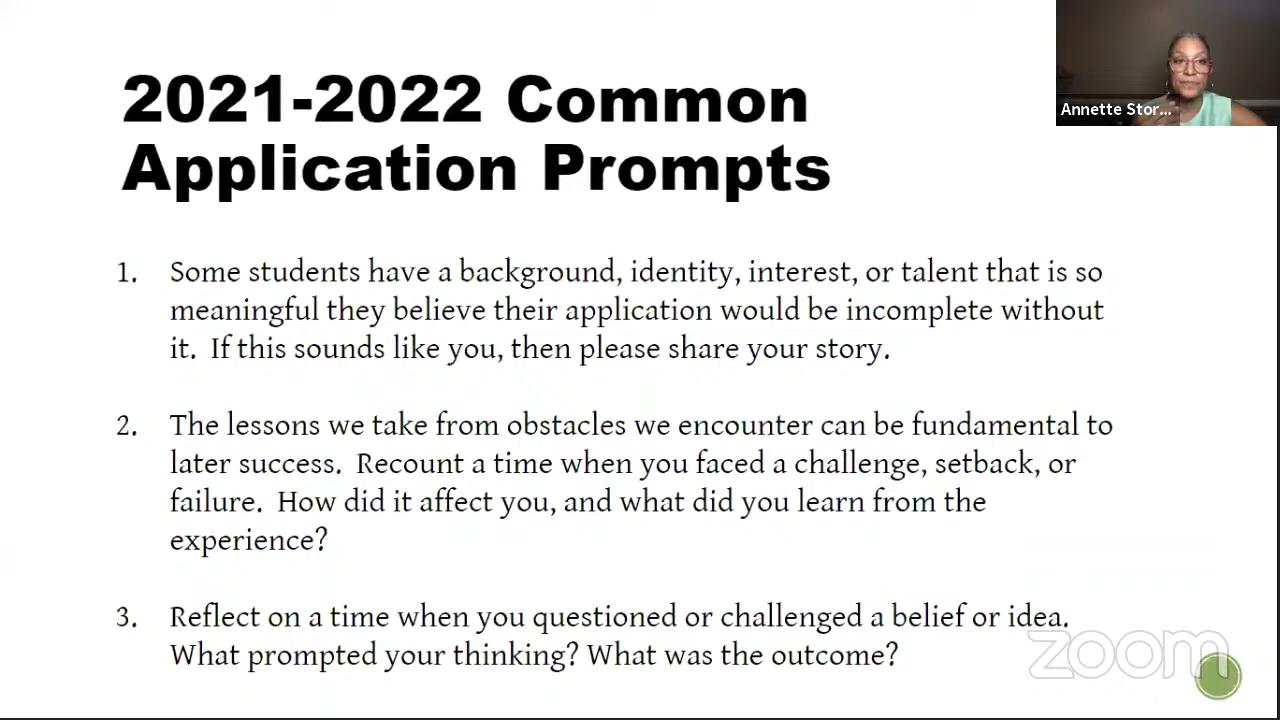 2021-2022 Common
Application Prompts
Annette Stor...
1. Some students have a background, identity, interest, or talent that is so
meaningful they believe their application would be incomplete without
it.  If this sounds like you, then please share your story.
2. The lessons we take from obstacles we encounter can be fundamental to
later success.  Recount a time when you faced a challenge, setback, or
failure.  How did it affect you, and what did you learn from the
experience?
3. Reflect on a time when you questioned or challenged a belief or idea.
What prompted your thinking? What was the outcome?
zoom